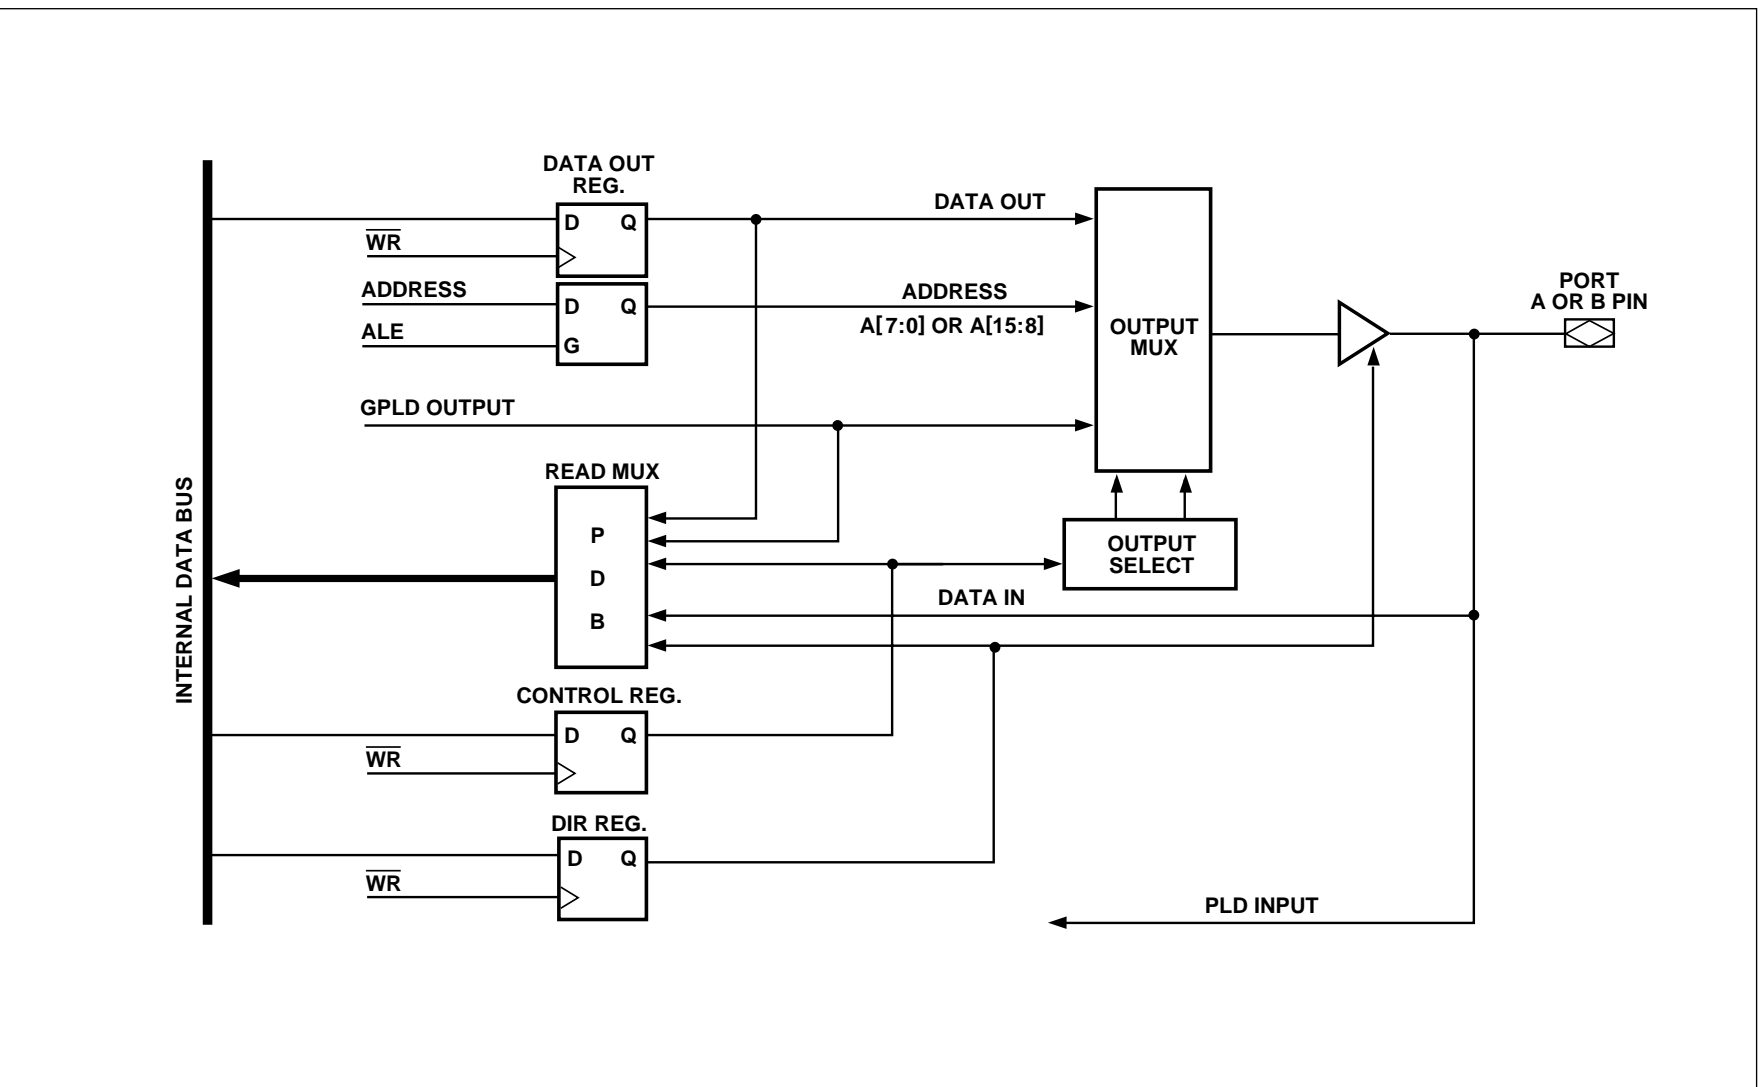 DATA OUT
REG.
D Q
WR
DATA OUT
ADDRESS
ALE
D Q
G
ADDRESS
A[7:0] OR A[15:8]
OUTPUT
MUX
PORT
A OR B PIN
GPLD OUTPUT
READ MUX
P
D
B
OUTPUT
SELECT
DATA IN
INTERNAL DATA BUS
CONTROL REG.
D Q
WR
DIR REG.
D Q
WR
PLD INPUT